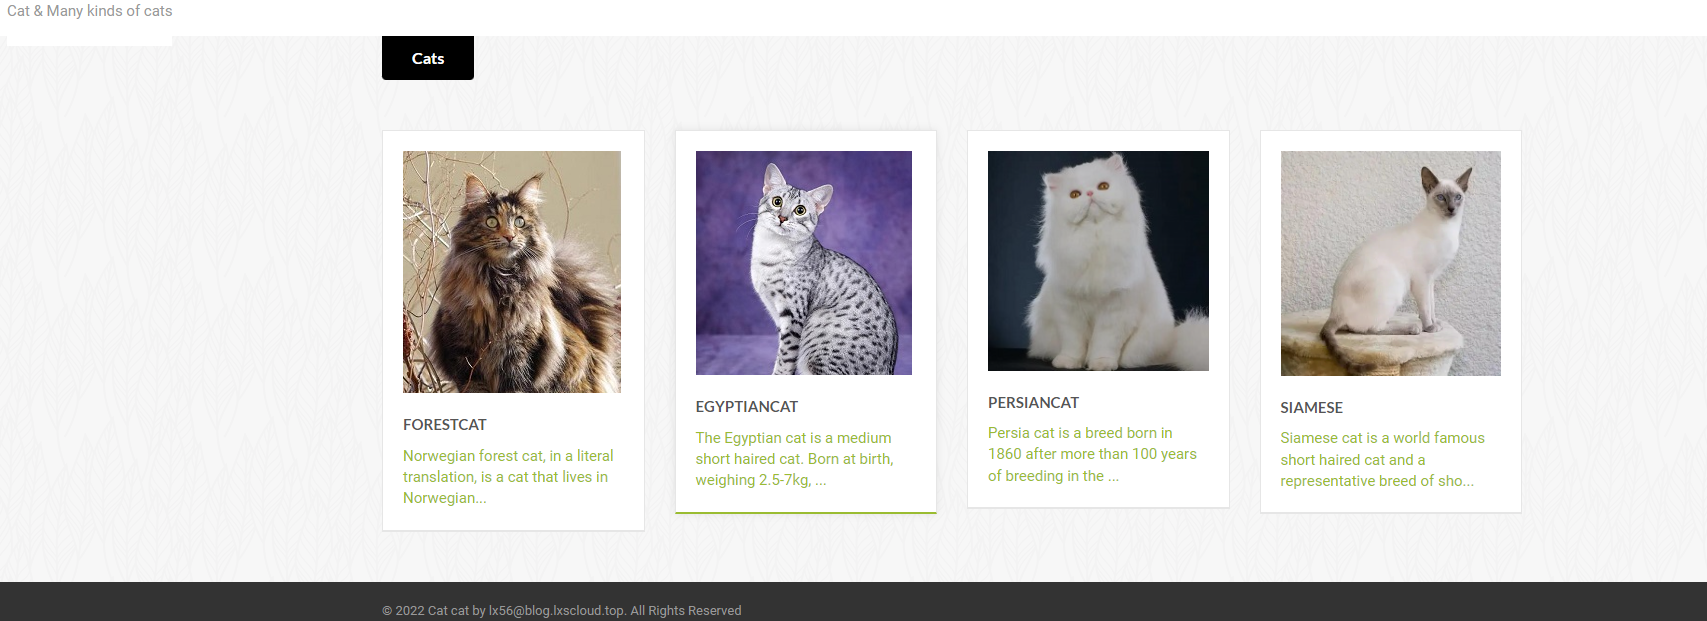 Cat & Many kinds of cats
Cats
FORESTCAT
Norwegian forest cat, in a literal
translation, is a cat that lives in
Norwegian...
EGYPTIANCAT
The Egyptian cat is a medium
short haired cat. Born at birth,
weighing 2.5-7kg, ...
PERSIANCAT
Persia cat is a breed born in
1860 after more than 100 years
of breeding in the ...
SIAMESE
Siamese cat is a world famous
short haired cat and a
representative breed of sho...
© 2022 Cat cat by lx56@blog.lxscloud.top. All Rights Reserved